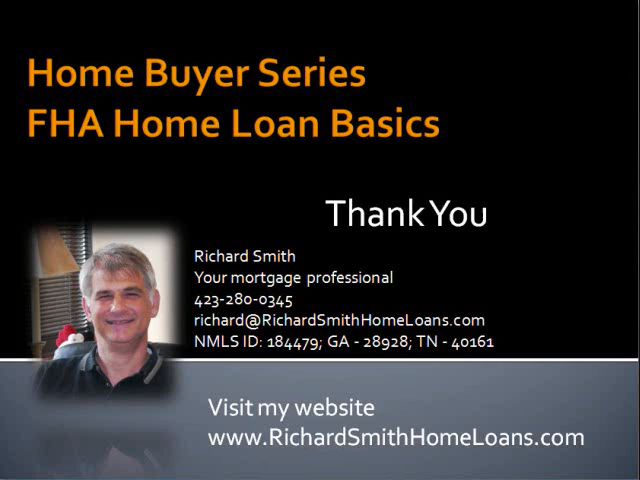 Home Buyer Series
FHA Home Loan Basics
Thank You
Richard Smith
Your mortgage professional
423-280-0345
richard@RichardSmithHomeLoans.com
NMLS ID: 184479; GA - 28928; TN - 40161
Visit my website
www.RichardSmithHomeLoans.com